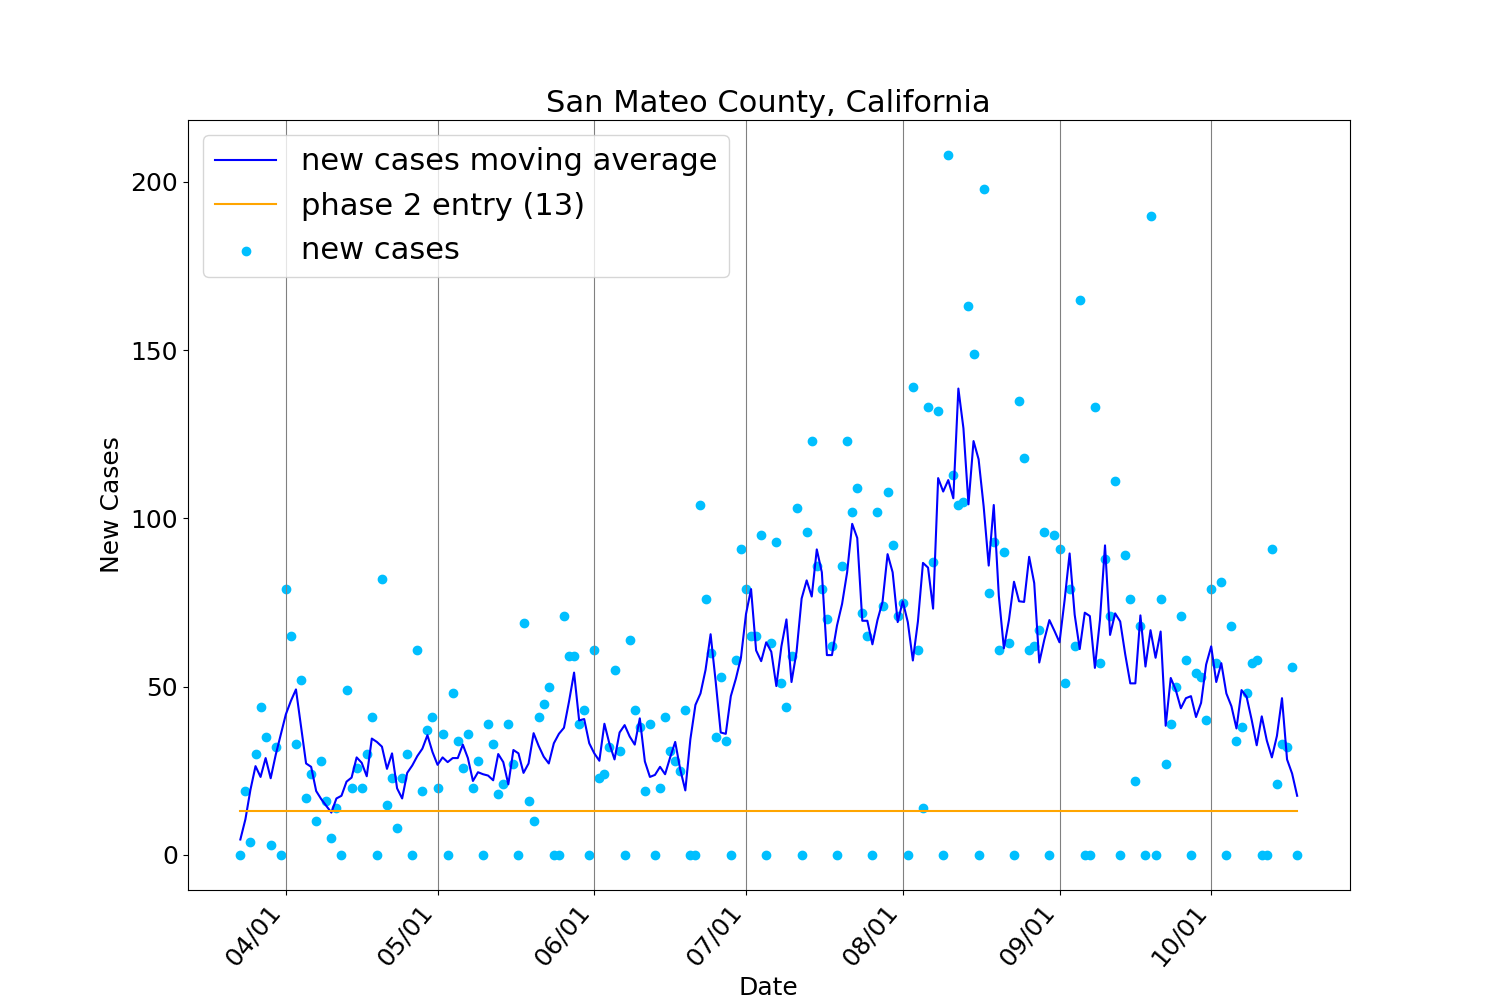 San Mateo County, California
new cases moving average
phase 2 entry (13)
new cases
200
150
100
50
0
New Cases
04/01
05/01
06/01
07/01
08/01
09/01
10/01
Date